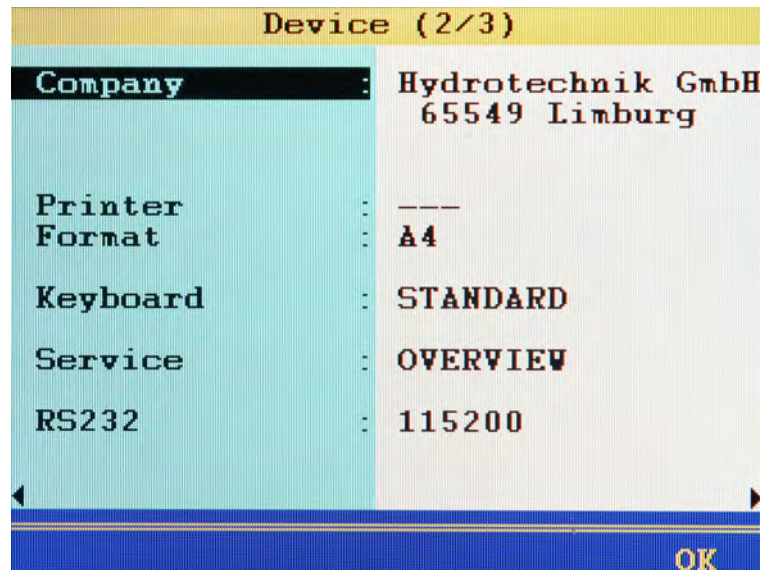 Device (2/3)
Company : Hydrotechnik GmbH
65549 Limburg
Printer : ---
Format : A4
Keyboard : STANDARD
Service : OVERVIEW
RS232 : 115200
OK